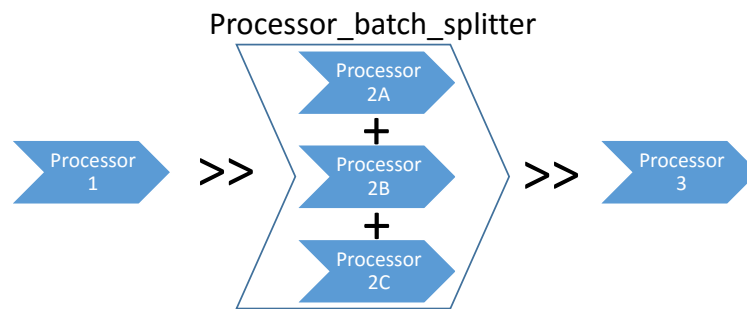 Processor_batch_splitter
Processor
1
>>
Processor
2A
+
Processor
2B
+
Processor
2C
>>
Processor
3